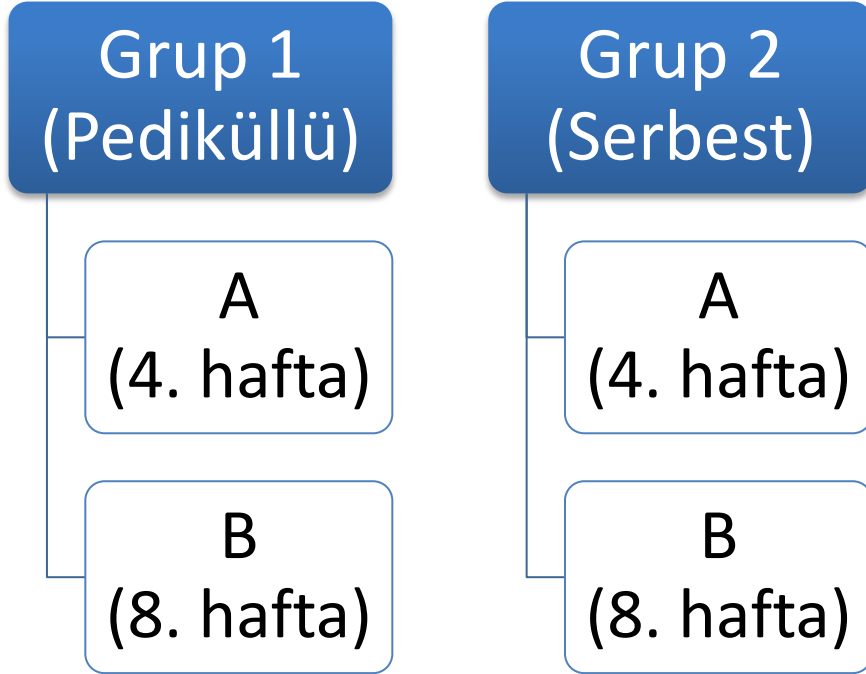 Grup 1
(Pediküllü)
A
(4. hafta)
B
(8. hafta)
Grup 2
(Serbest)
A
(4. hafta)
B
(8. hafta)